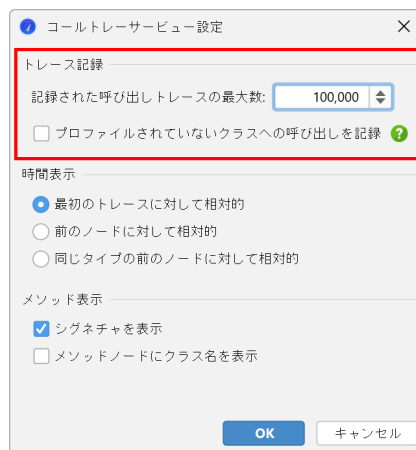 コールトレーサービュー設定
トレース記録
記録された呼び出しトレースの最大数: 100,000
プロファイルされていないクラスへの呼び出しを記録
時間表示
最初のトレースに対して相対的
前のノードに対して相対的
同じタイプの前のノードに対して相対的
メソッド表示
シグネチャを表示
メソッドノードにクラス名を表示
OK キャンセル